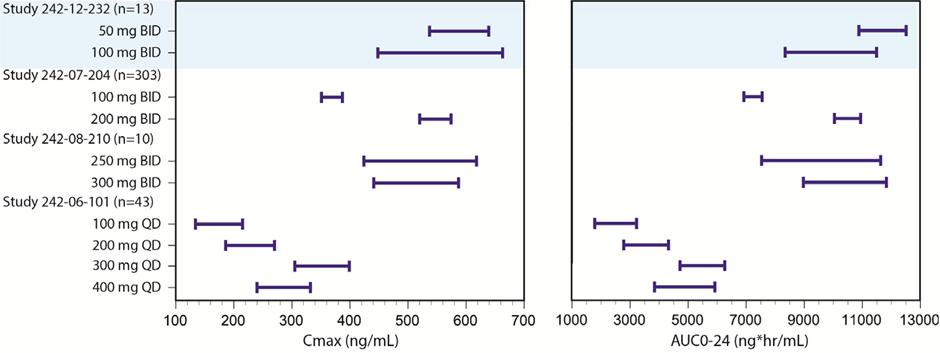 Study 242-12-232 (n=13)
50 mg BID
100 mg BID
Study 242-07-204 (n=303)
100 mg BID
200 mg BID
Study 242-08-210 (n=10)
250 mg BID
300 mg BID
Study 242-06-101 (n=43)
100 mg QD
200 mg QD
300 mg QD
400 mg QD
100 200 300 400 500 600 700
Cmax (ng/mL)
1000 3000 5000 7000 9000 11000 13000
AUC0-24 (ng*hr/mL)